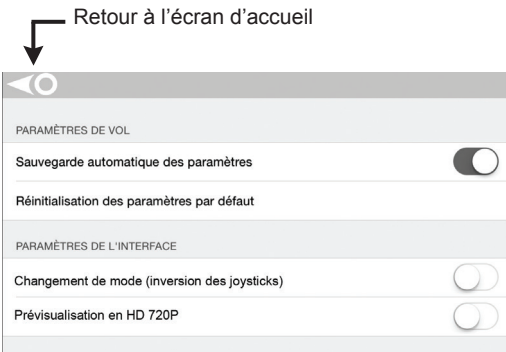 Retour à l’écran d’accueil
PARAMÈTRES DE VOL
Sauvegarde automatique des paramètres
Réinitialisation des paramètres par défaut
PARAMÈTRES DE L'INTERFACE
Changement de mode (inversion des joysticks)
Prévisualisation en HD 720P